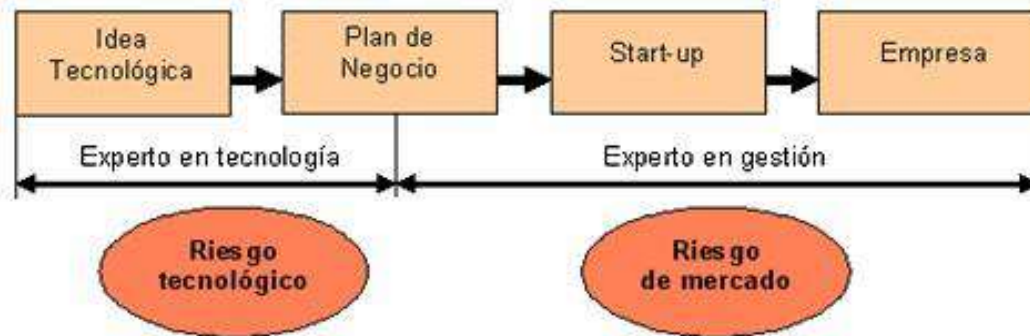 Idea
Tecnológica
Plan de
Negocio
Start-up
Empresa
Experto en tecnología
Experto en gestión
Riesgo
tecnológico
Riesgo
de mercado